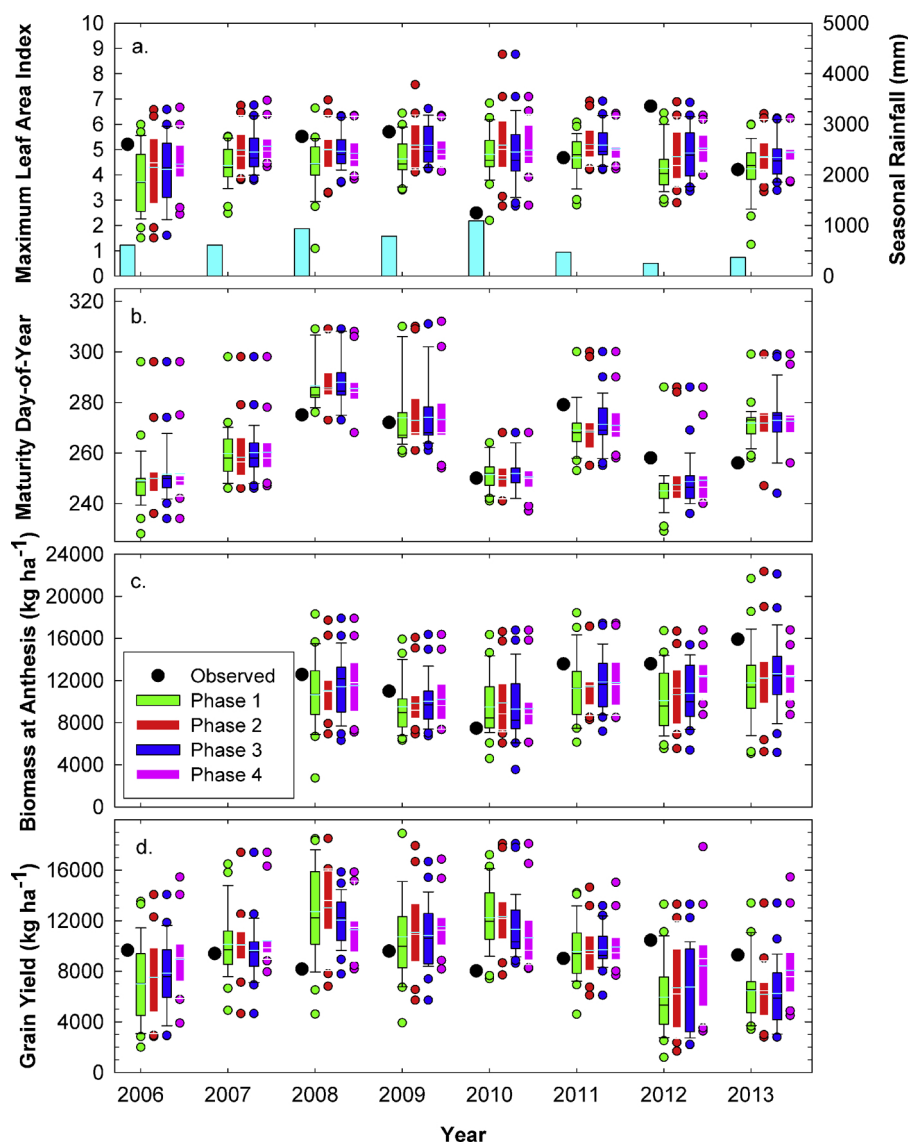 Maximum Leaf Area Index
Seasonal Rainfall (mm)
a.
10
9
8
7
6
5
4
3
2
1
0
5000
4000
3000
2000
1000
0
Maturity Day-of-Year
b.
320
300
280
260
240
Biomass at Anthesis (kg ha⁻¹)
c.
24000
20000
16000
12000
8000
4000
0
Observed
Phase 1
Phase 2
Phase 3
Phase 4
Grain Yield (kg ha⁻¹)
d.
16000
12000
8000
4000
0
2006 2007 2008 2009 2010 2011 2012 2013
Year